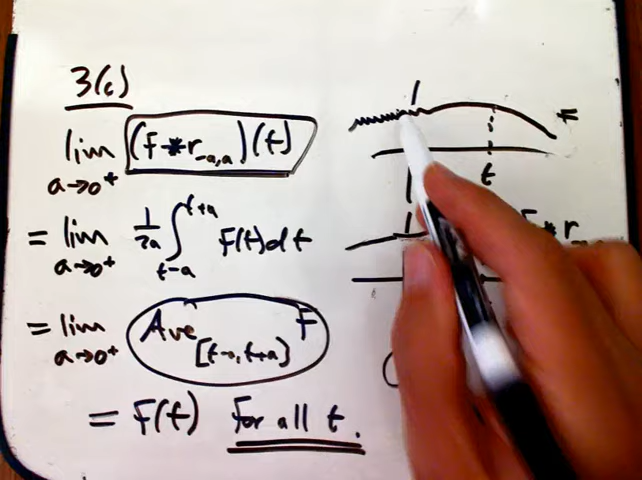 3(c)
lim (f * r_{-a,a})(t)
a→0⁺
= lim 1/2a ∫_{t-a}^{t+a} f(t)dt
a→0⁺
= lim Ave_{[t-a, t+a]} f
a→0⁺
= f(t) for all t.
f
t
f * r